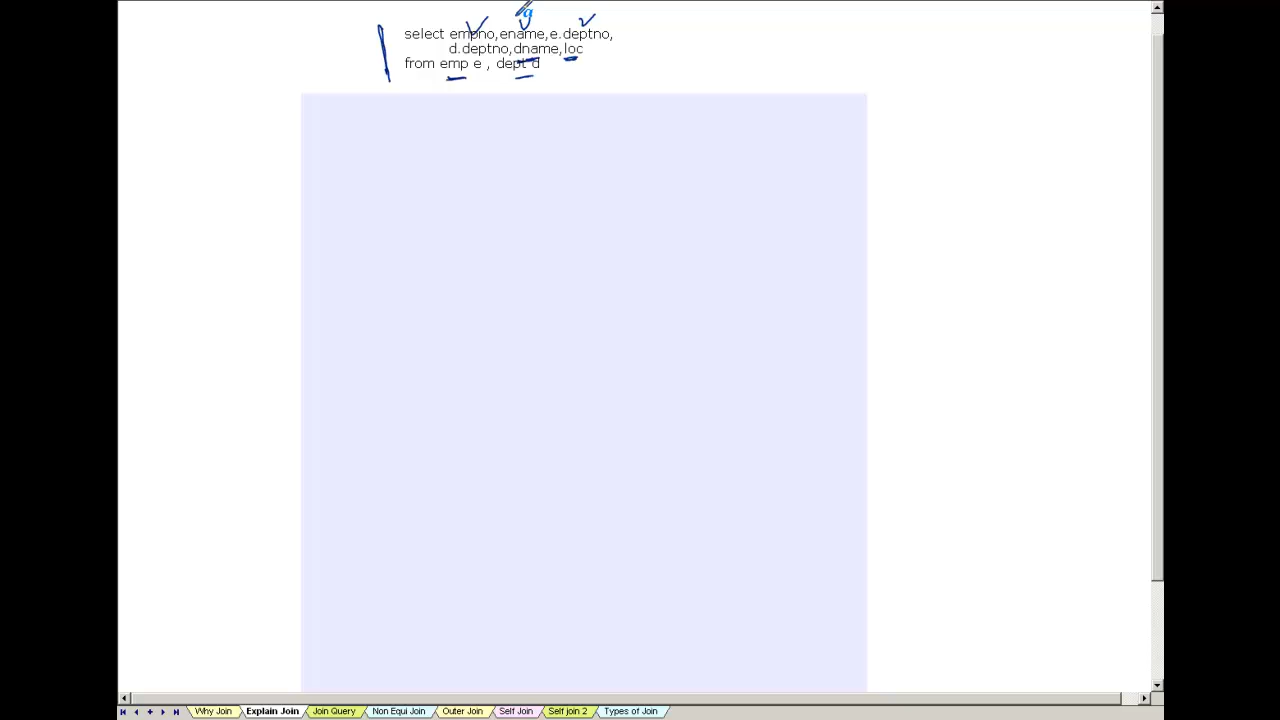 select empno,ename,e.deptno,
d.deptno,dname,loc
from emp e , dept d
Why Join Explain Join Join Query Non Equi Join Outer Join Self Join Self join 2 Types of Join